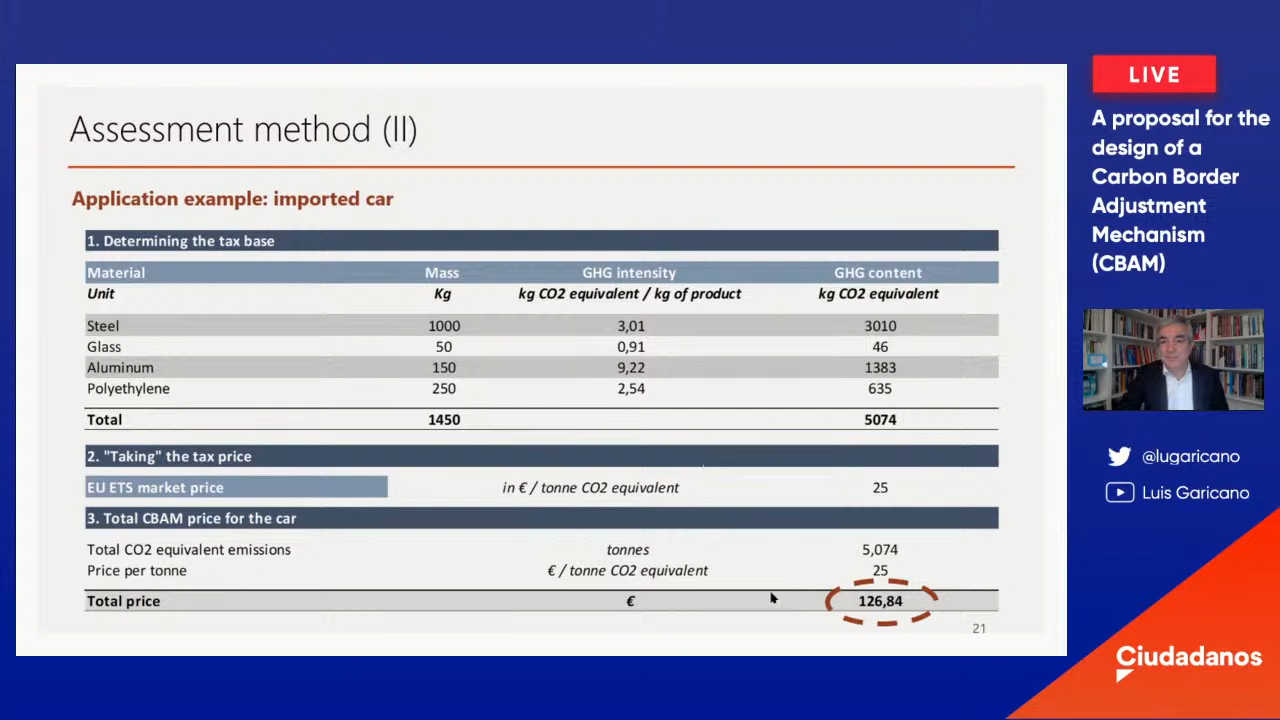 Assessment method (II)
Application example: imported car
1. Determining the tax base
Material Mass GHG intensity GHG content
Unit Kg kg CO2 equivalent / kg of product kg CO2 equivalent
Steel 1000 3,01 3010
Glass 50 0,91 46
Aluminum 150 9,22 1383
Polyethylene 250 2,54 635
Total 1450 5074
2. "Taking" the tax price
EU ETS market price in € / tonne CO2 equivalent 25
3. Total CBAM price for the car
Total CO2 equivalent emissions tonnes 5,074
Price per tonne € / tonne CO2 equivalent 25
Total price € 126,84
21
LIVE
A proposal for the
design of a
Carbon Border
Adjustment
Mechanism
(CBAM)
@lugaricano
Luis Garicano
Ciudadanos